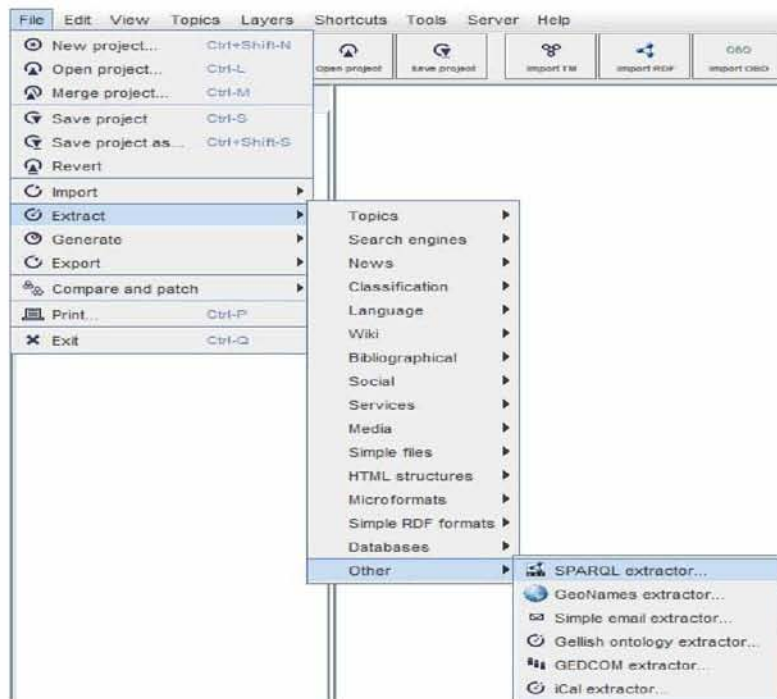 File Edit View Topics Layers Shortcuts Tools Server Help
New project... Ctrl+Shift-N
Open project... Ctrl-L
Merge project... Ctrl-M
Save project Ctrl-S
Save project as... Ctrl+Shift-S
Revert
Import
Extract
Generate
Export
Compare and patch
Print... Ctrl-P
Exit Ctrl-Q
Open project Save project Import TM Import RDF OBO Import OBO
Topics
Search engines
News
Classification
Language
Wiki
Bibliographical
Social
Services
Media
Simple files
HTML structures
Microformats
Simple RDF formats
Databases
Other
SPARQL extractor...
GeoNames extractor...
Simple email extractor...
Gellish ontology extractor...
GEDCOM extractor...
iCal extractor...